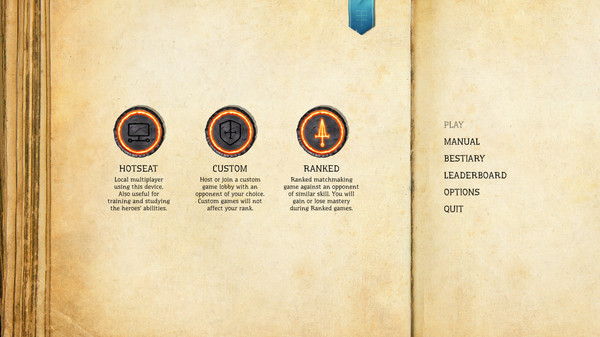 HOTSEAT
Local multiplayer
using this device.
Also useful for
training and studying
the heroes' abilities.
CUSTOM
Host or join a custom
game lobby with an
opponent of your choice.
Custom games will not
affect your rank.
RANKED
Ranked matchmaking
game against an opponent
of similar skill. You will
gain or lose mastery
during Ranked games.
PLAY
MANUAL
BESTIARY
LEADERBOARD
OPTIONS
QUIT